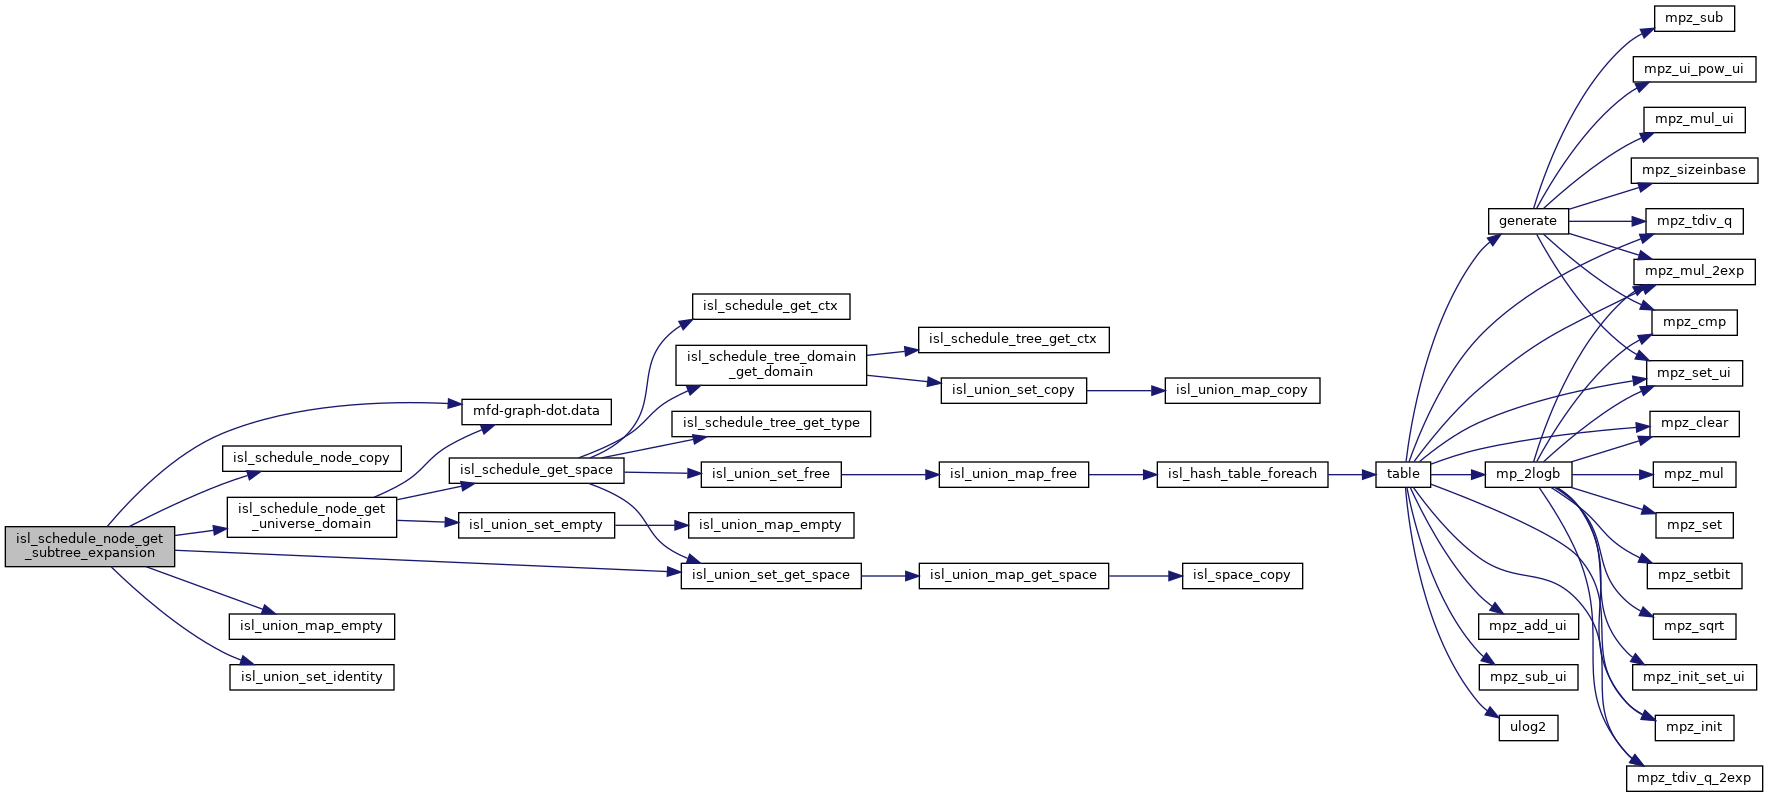 mpz_sub
mpz_ui_pow_ui
mpz_mul_ui
mpz_sizeinbase
generate
mpz_tdiv_q
mpz_mul_2exp
isl_schedule_get_ctx
mpz_cmp
isl_schedule_tree_get_ctx
isl_schedule_tree_domain
_get_domain
mpz_set_ui
isl_union_set_copy
isl_union_map_copy
mfd-graph-dot.data
isl_schedule_tree_get_type
mpz_clear
isl_schedule_node_copy
isl_schedule_get_space
isl_union_set_free
isl_union_map_free
isl_hash_table_foreach
table
mp_2logb
mpz_mul
isl_schedule_node_get
_universe_domain
isl_union_set_empty
isl_union_map_empty
mpz_set
isl_schedule_node_get
_subtree_expansion
isl_union_set_get_space
isl_union_map_get_space
isl_space_copy
mpz_setbit
isl_union_map_empty
mpz_add_ui
mpz_sqrt
isl_union_set_identity
mpz_sub_ui
mpz_init_set_ui
ulog2
mpz_init
mpz_tdiv_q_2exp